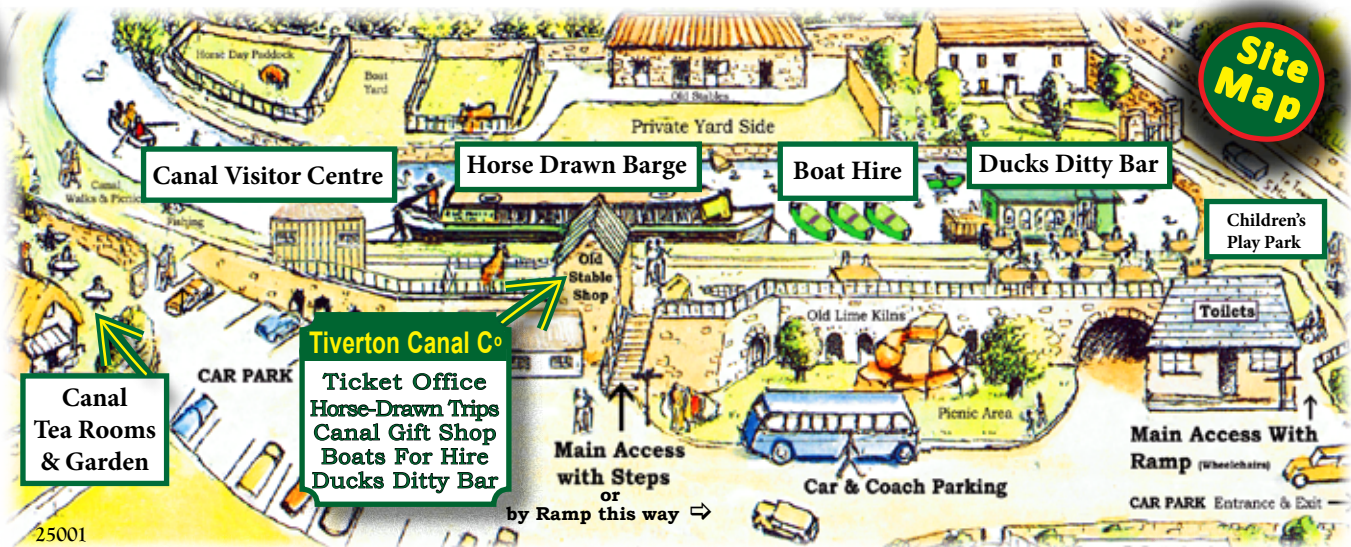 Site
Map
Horse Day Paddock
Boat
Yard
Old Stables
Private Yard Side
Canal Visitor Centre
Horse Drawn Barge
Boat Hire
Ducks Ditty Bar
Canal
Walks & Picnic
Fishing
Children's
Play Park
Old
Stable
Shop
Old Lime Kilns
Toilets
Tiverton Canal Cº
Ticket Office
Horse-Drawn Trips
Canal Gift Shop
Boats For Hire
Ducks Ditty Bar
CAR PARK
Canal
Tea Rooms
& Garden
Picnic Area
Main Access
with Steps
or
by Ramp this way ⇨
Car & Coach Parking
Main Access With
Ramp (Wheelchairs)
CAR PARK Entrance & Exit
25001